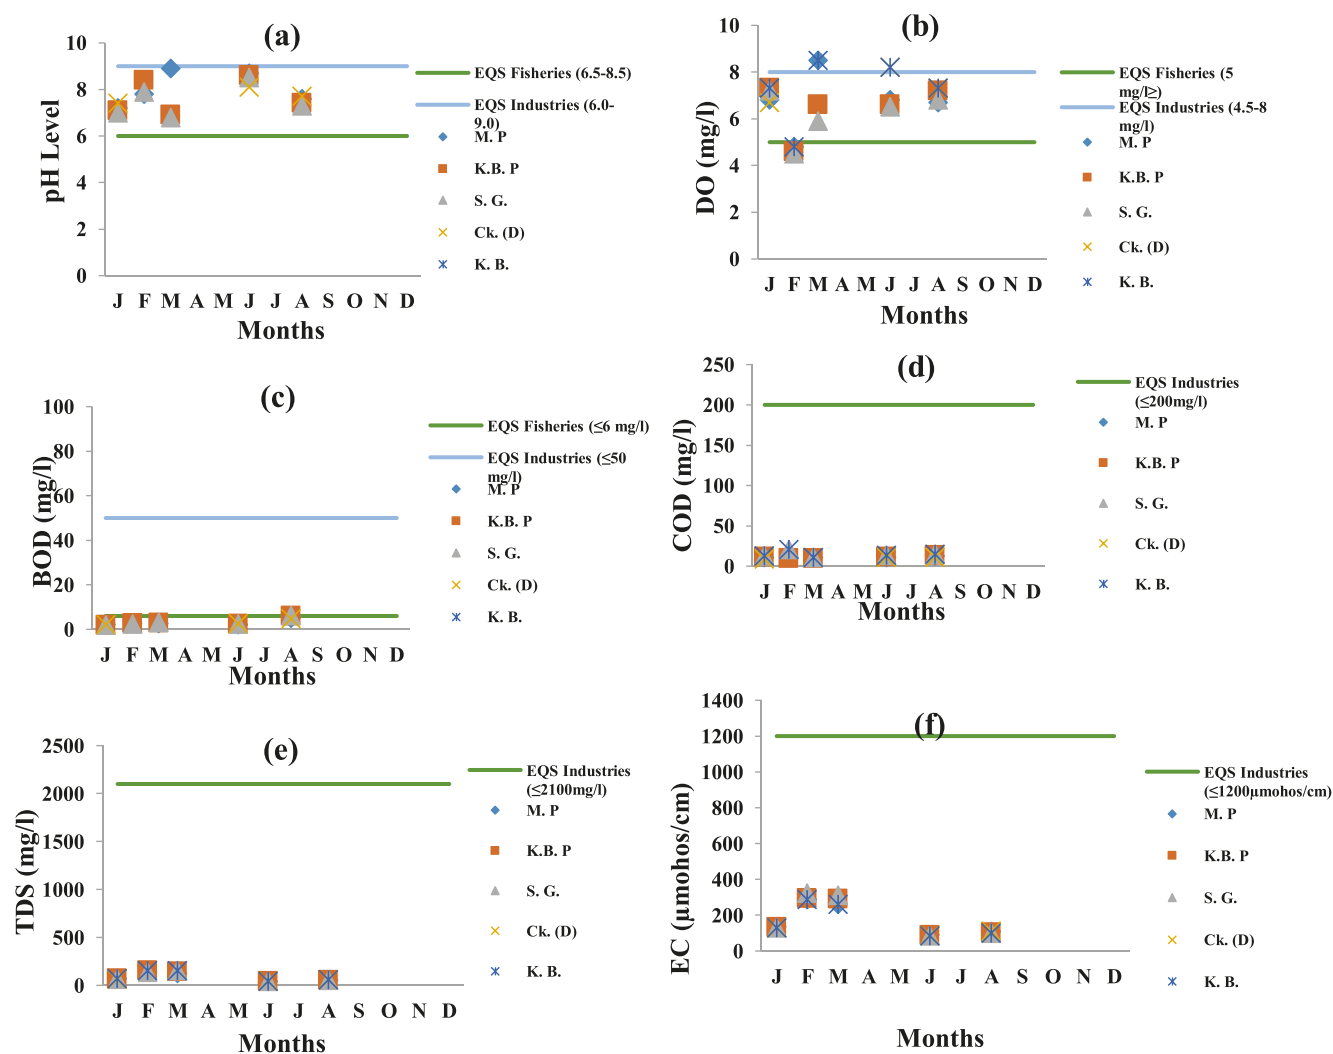 (a)
10
8
6
4
2
0
pH Level
J F M A M J J A S O N D
Months
EQS Fisheries (6.5-8.5)
EQS Industries (6.0-
9.0)
M. P
K.B. P
S. G.
Ck. (D)
K. B.
(b)
10
8
6
4
2
0
DO (mg/l)
J F M A M J J A S O N D
Months
EQS Fisheries (5
mg/l≥)
EQS Industries (4.5-8
mg/l)
M. P
K.B. P
S. G.
Ck. (D)
K. B.
(c)
100
80
60
40
20
0
BOD (mg/l)
J F M A M J J A S O N D
Months
EQS Fisheries (≤6 mg/l)
EQS Industries (≤50
mg/l)
M. P
K.B. P
S. G.
Ck. (D)
K. B.
(d)
250
200
150
100
50
0
COD (mg/l)
J F M A M J J A S O N D
Months
EQS Industries
(≤200mg/l)
M. P
K.B. P
S. G.
Ck. (D)
K. B.
(e)
2500
2000
1500
1000
500
0
TDS (mg/l)
J F M A M J J A S O N D
Months
EQS Industries
(≤2100mg/l)
M. P
K.B. P
S. G.
Ck. (D)
K. B.
(f)
1400
1200
1000
800
600
400
200
0
EC (µmohos/cm)
J F M A M J J A S O N D
Months
EQS Industries
(≤1200µmohos/cm)
M. P
K.B. P
S. G.
Ck. (D)
K. B.